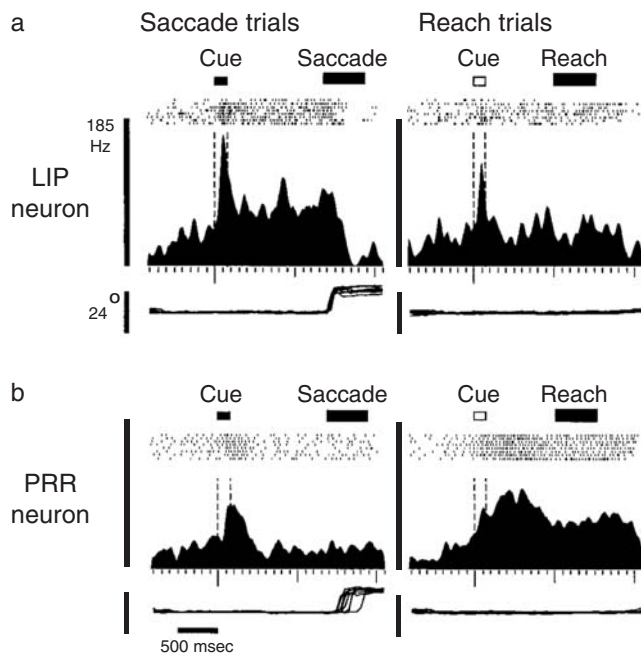 a
Saccade trials Reach trials
Cue Saccade Cue Reach
185
Hz
LIP
neuron
24 o
b
Cue Saccade Cue Reach
PRR
neuron
500 msec